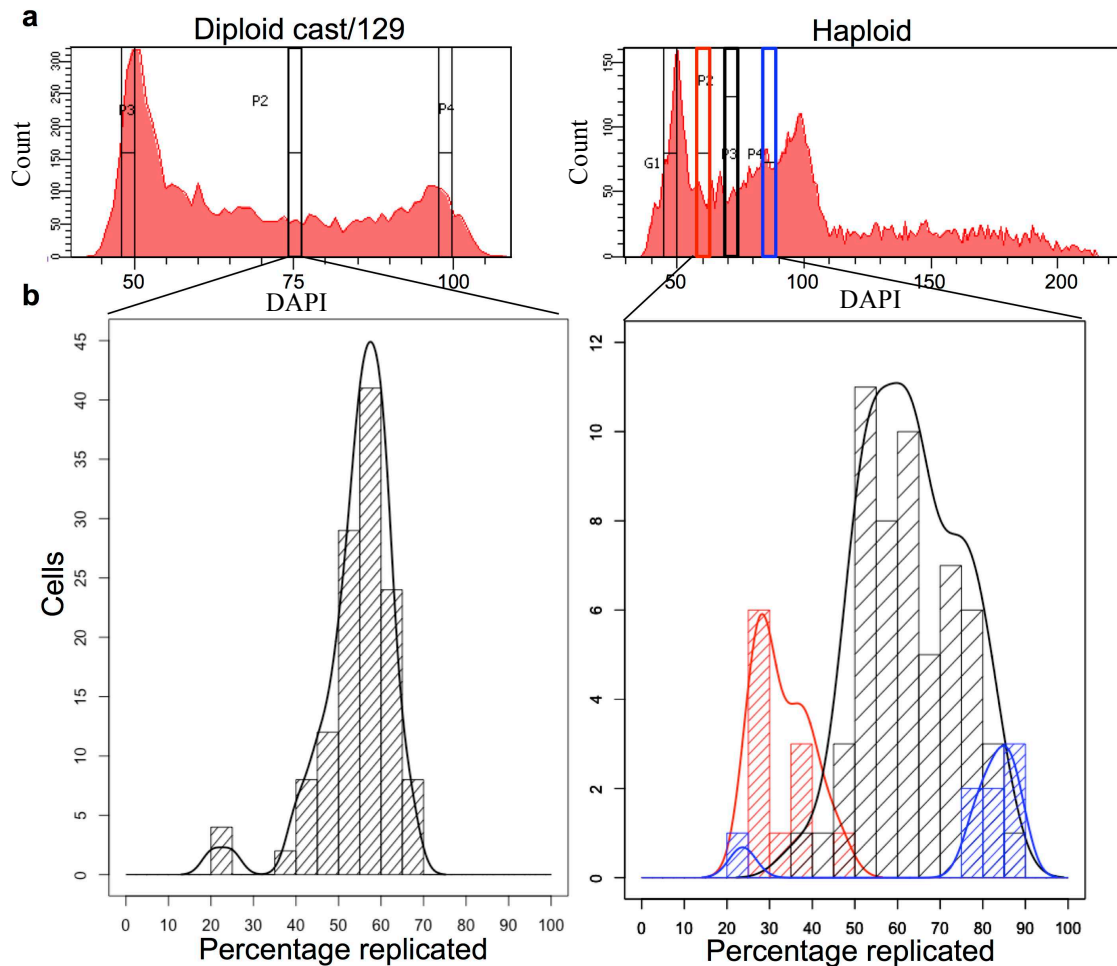 a
Diploid cast/129
Haploid
Count
300
250
200
150
100
50
0
P3
P2
P4
50
75
100
DAPI
Count
150
100
50
0
G1
P2
P3
P4
50
100
150
200
DAPI
b
Cells
45
40
35
30
25
20
15
10
5
0
0 10 20 30 40 50 60 70 80 90 100
Percentage replicated
12
10
8
6
4
2
0
0 10 20 30 40 50 60 70 80 90 100
Percentage replicated